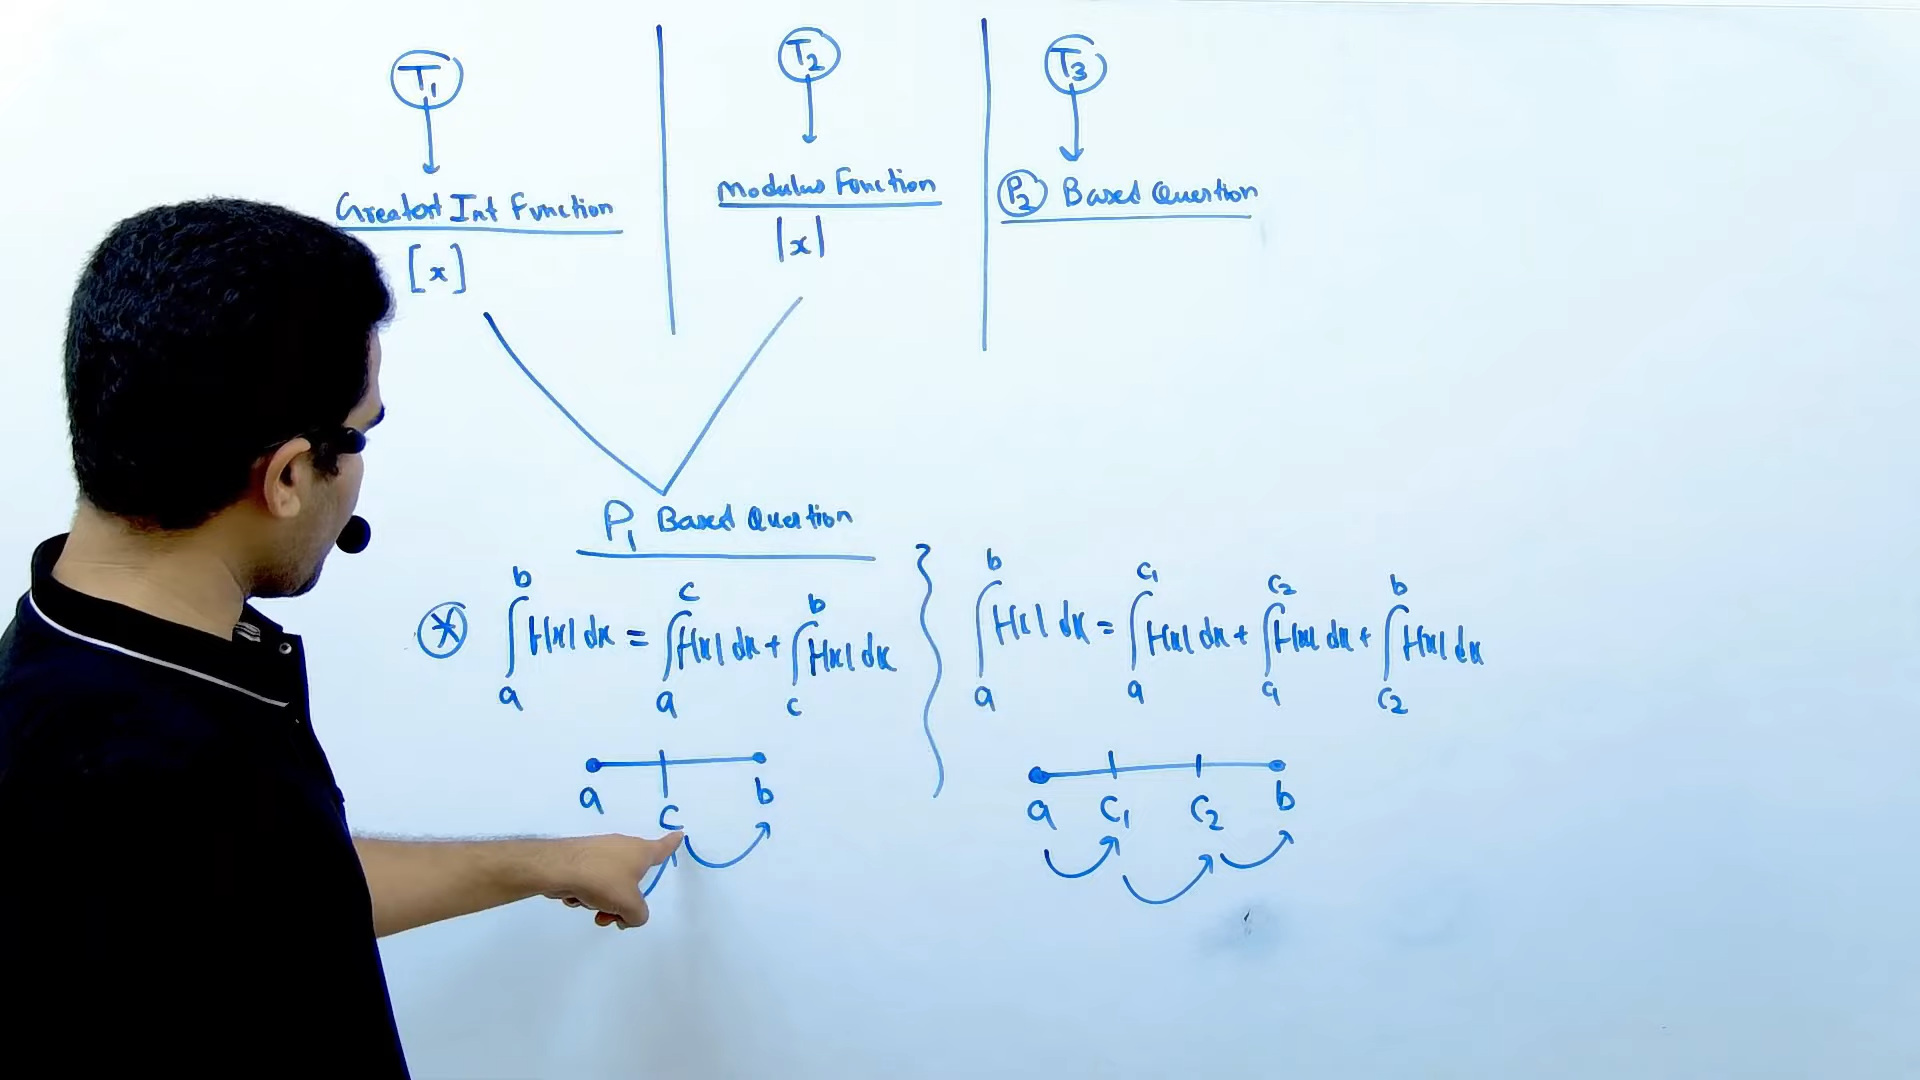 T1
Greatest Int Function
[x]
T2
Modulus Function
|x|
T3
P2 Based Question
P1 Based Question
* ∫_a^b f(x) dx = ∫_a^c f(x) dx + ∫_c^b f(x) dx
a c b
∫_a^b f(x) dx = ∫_a^c1 f(x) dx + ∫_c1^c2 f(x) dx + ∫_c2^b f(x) dx
a c1 c2 b